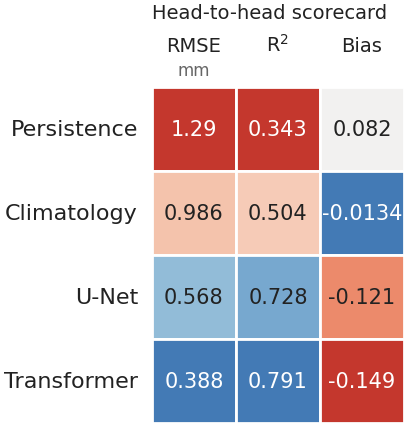 Head-to-head scorecard
RMSE R² Bias
mm
Persistence 1.29 0.343 0.082
Climatology 0.986 0.504 -0.0134
U-Net 0.568 0.728 -0.121
Transformer 0.388 0.791 -0.149